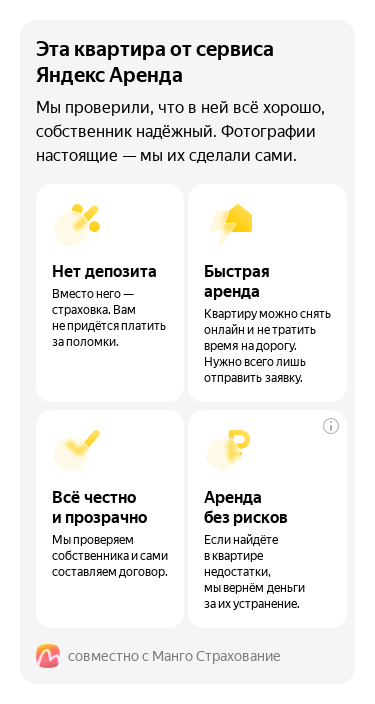 Эта квартира от сервиса
Яндекс Аренда
Мы проверили, что в ней всё хорошо,
собственник надёжный. Фотографии
настоящие — мы их сделали сами.
Нет депозита
Вместо него —
страховка. Вам
не придётся платить
за поломки.
Быстрая
аренда
Квартиру можно снять
онлайн и не тратить
время на дорогу.
Нужно всего лишь
отправить заявку.
Всё честно
и прозрачно
Мы проверяем
собственника и сами
составляем договор.
Аренда
без рисков
Если найдёте
в квартире
недостатки,
мы вернём деньги
за их устранение.
совместно с Манго Страхование